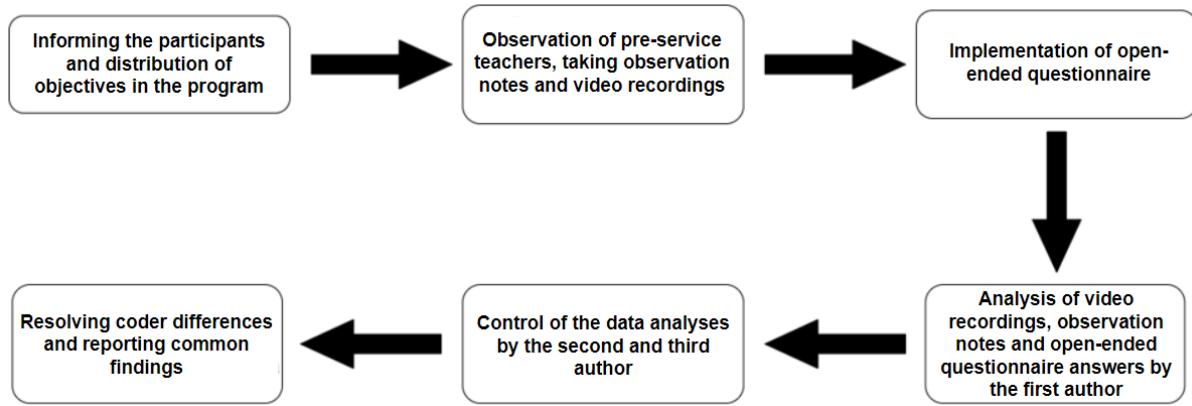 Informing the participants
and distribution of
objectives in the program
Observation of pre-service
teachers, taking observation
notes and video recordings
Implementation of open-
ended questionnaire
Analysis of video
recordings, observation
notes and open-ended
questionnaire answers by
the first author
Control of the data analyses
by the second and third
author
Resolving coder differences
and reporting common
findings